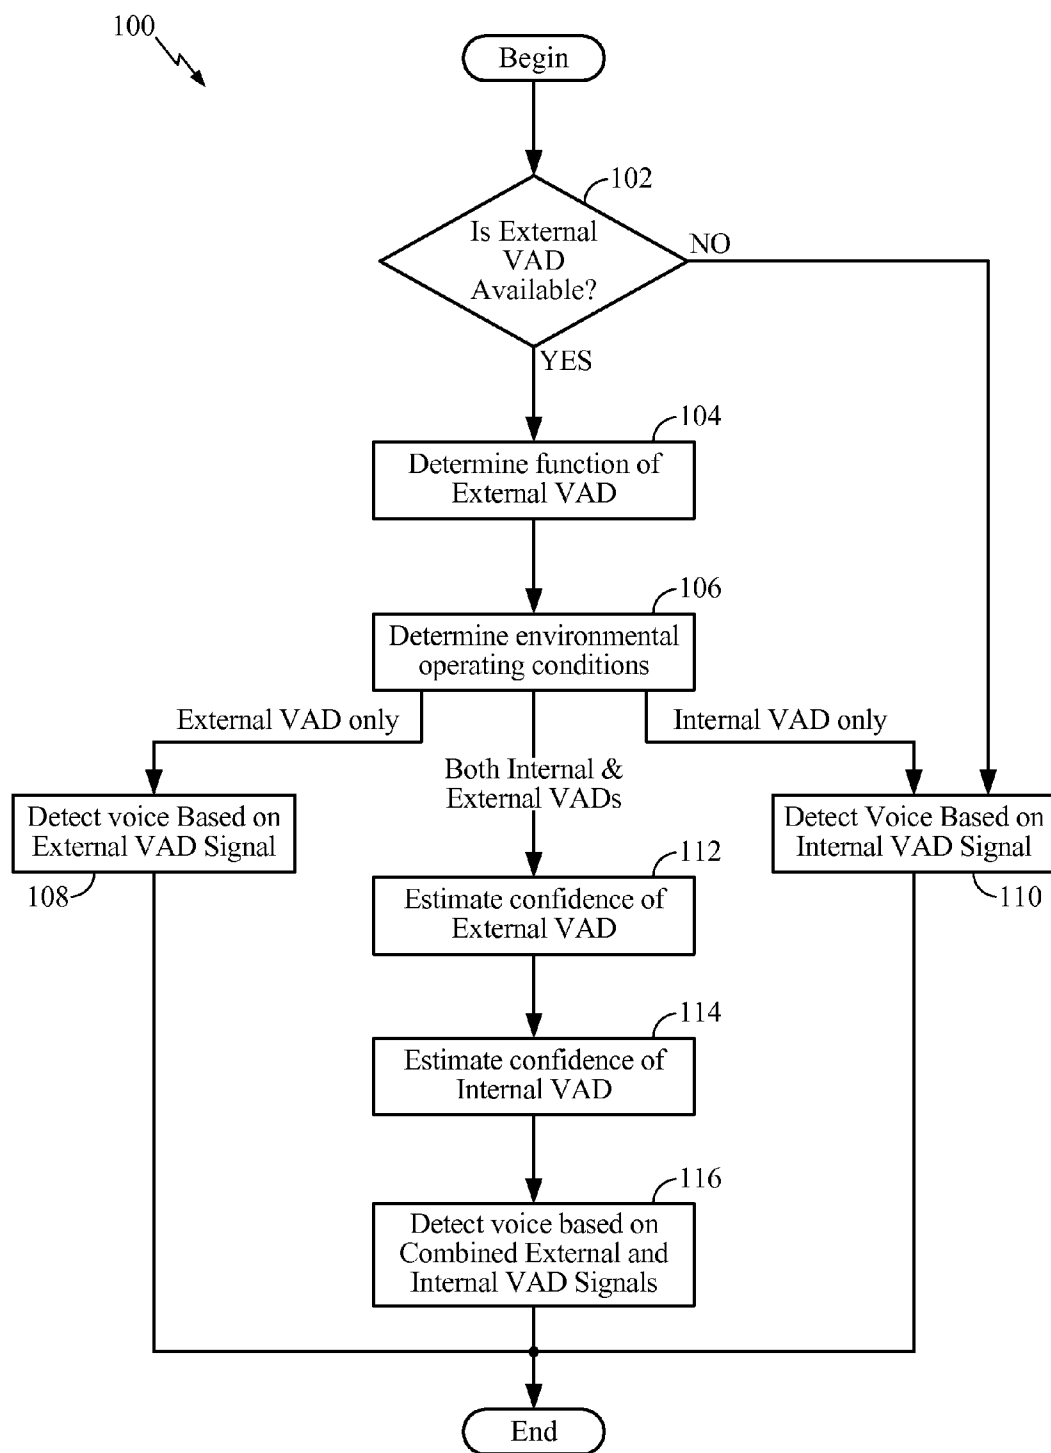 100
Begin
102
Is External
VAD
Available?
NO
YES
104
Determine function of
External VAD
106
Determine environmental
operating conditions
External VAD only
Internal VAD only
Both Internal &
External VADs
Detect voice Based on
External VAD Signal
108
Detect Voice Based on
Internal VAD Signal
110
112
Estimate confidence of
External VAD
114
Estimate confidence of
Internal VAD
116
Detect voice based on
Combined External and
Internal VAD Signals
End